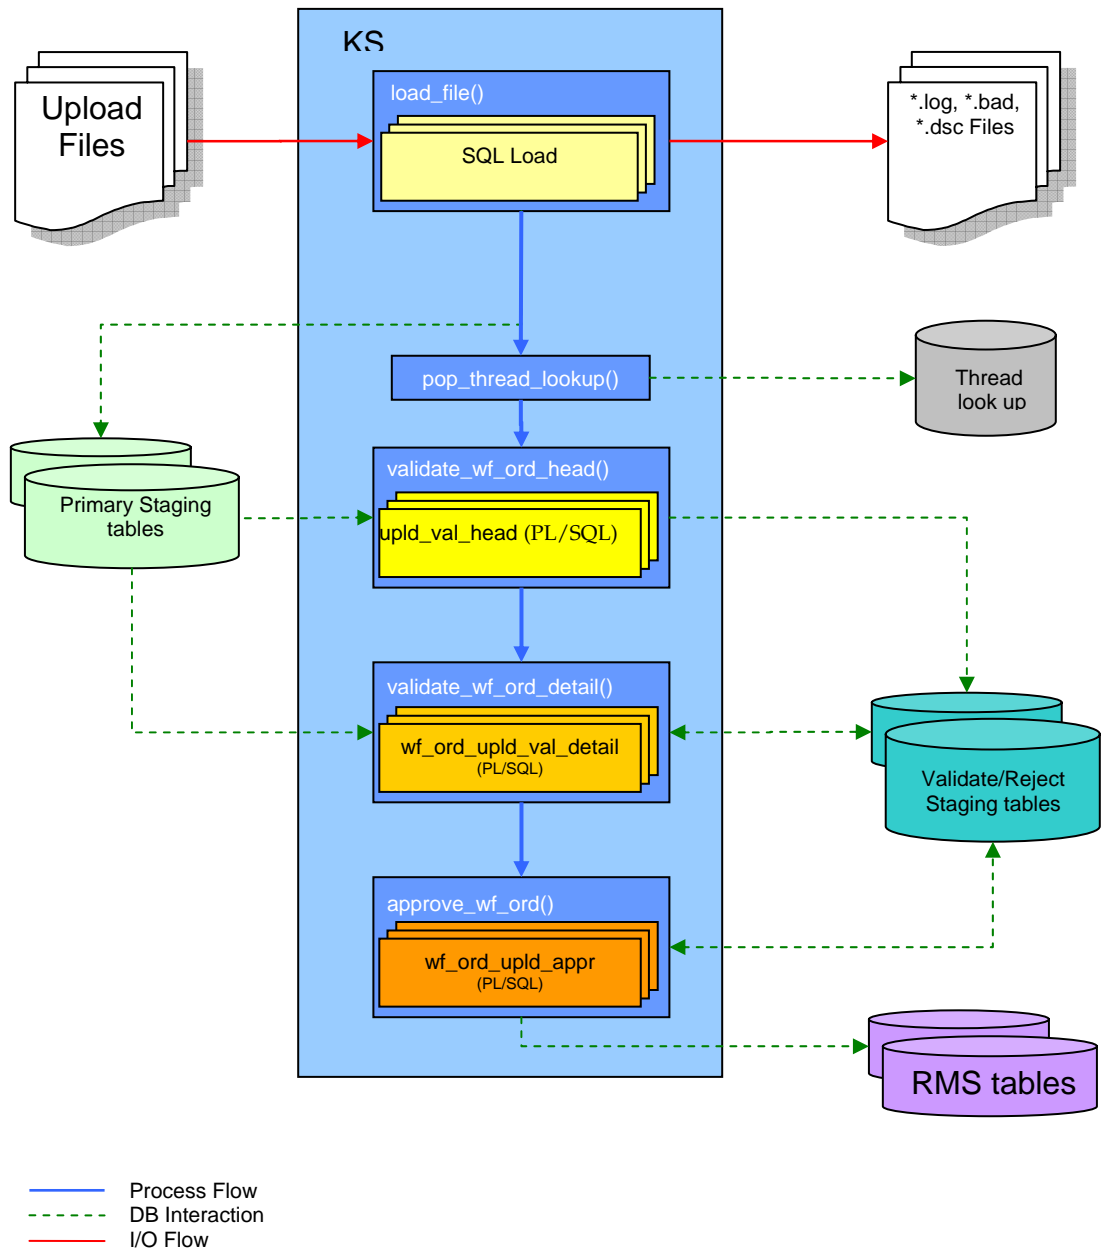 KS
Upload
Files
load_file()
SQL Load
*.log, *.bad,
*.dsc Files
pop_thread_lookup()
Thread
look up
validate_wf_ord_head()
upld_val_head (PL/SQL)
Primary Staging
tables
validate_wf_ord_detail()
wf_ord_upld_val_detail
(PL/SQL)
Validate/Reject
Staging tables
approve_wf_ord()
wf_ord_upld_appr
(PL/SQL)
RMS tables
Process Flow
DB Interaction
I/O Flow